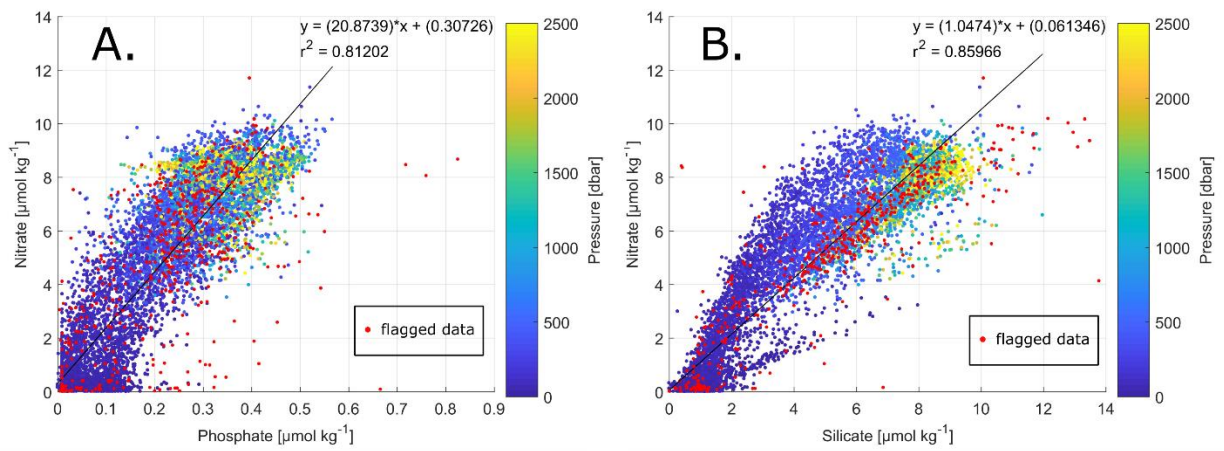 A.
y = (20.8739)*x + (0.30726)
r² = 0.81202
14
12
10
8
6
4
2
0
Nitrate [µmol kg⁻¹]
0 0.1 0.2 0.3 0.4 0.5 0.6 0.7 0.8 0.9
Phosphate [µmol kg⁻¹]
flagged data
2500
2000
1500
1000
500
0
Pressure [dbar]
B.
y = (1.0474)*x + (0.061346)
r² = 0.85966
14
12
10
8
6
4
2
0
Nitrate [µmol kg⁻¹]
0 2 4 6 8 10 12 14
Silicate [µmol kg⁻¹]
flagged data
2500
2000
1500
1000
500
0
Pressure [dbar]